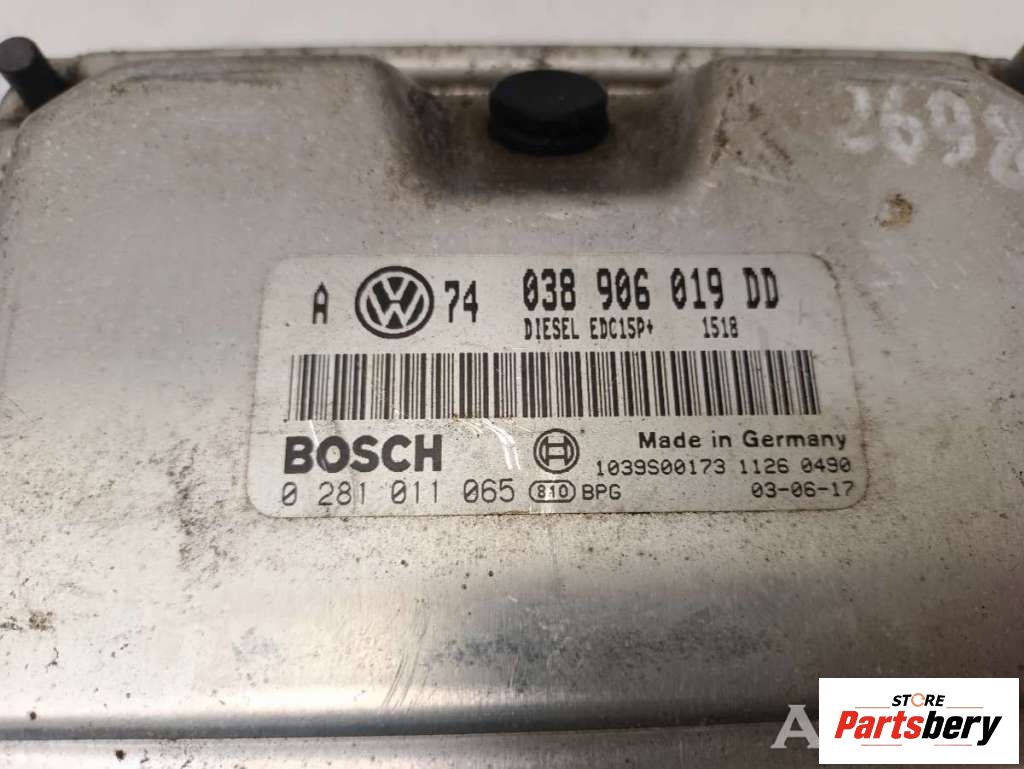 A VW 74 038 906 019 DD
DIESEL EDC15P+ 1518
BOSCH
Made in Germany
1039S00173 1126 0490
0 281 011 065 810 BPG 03-06-17
STORE
Partsbery